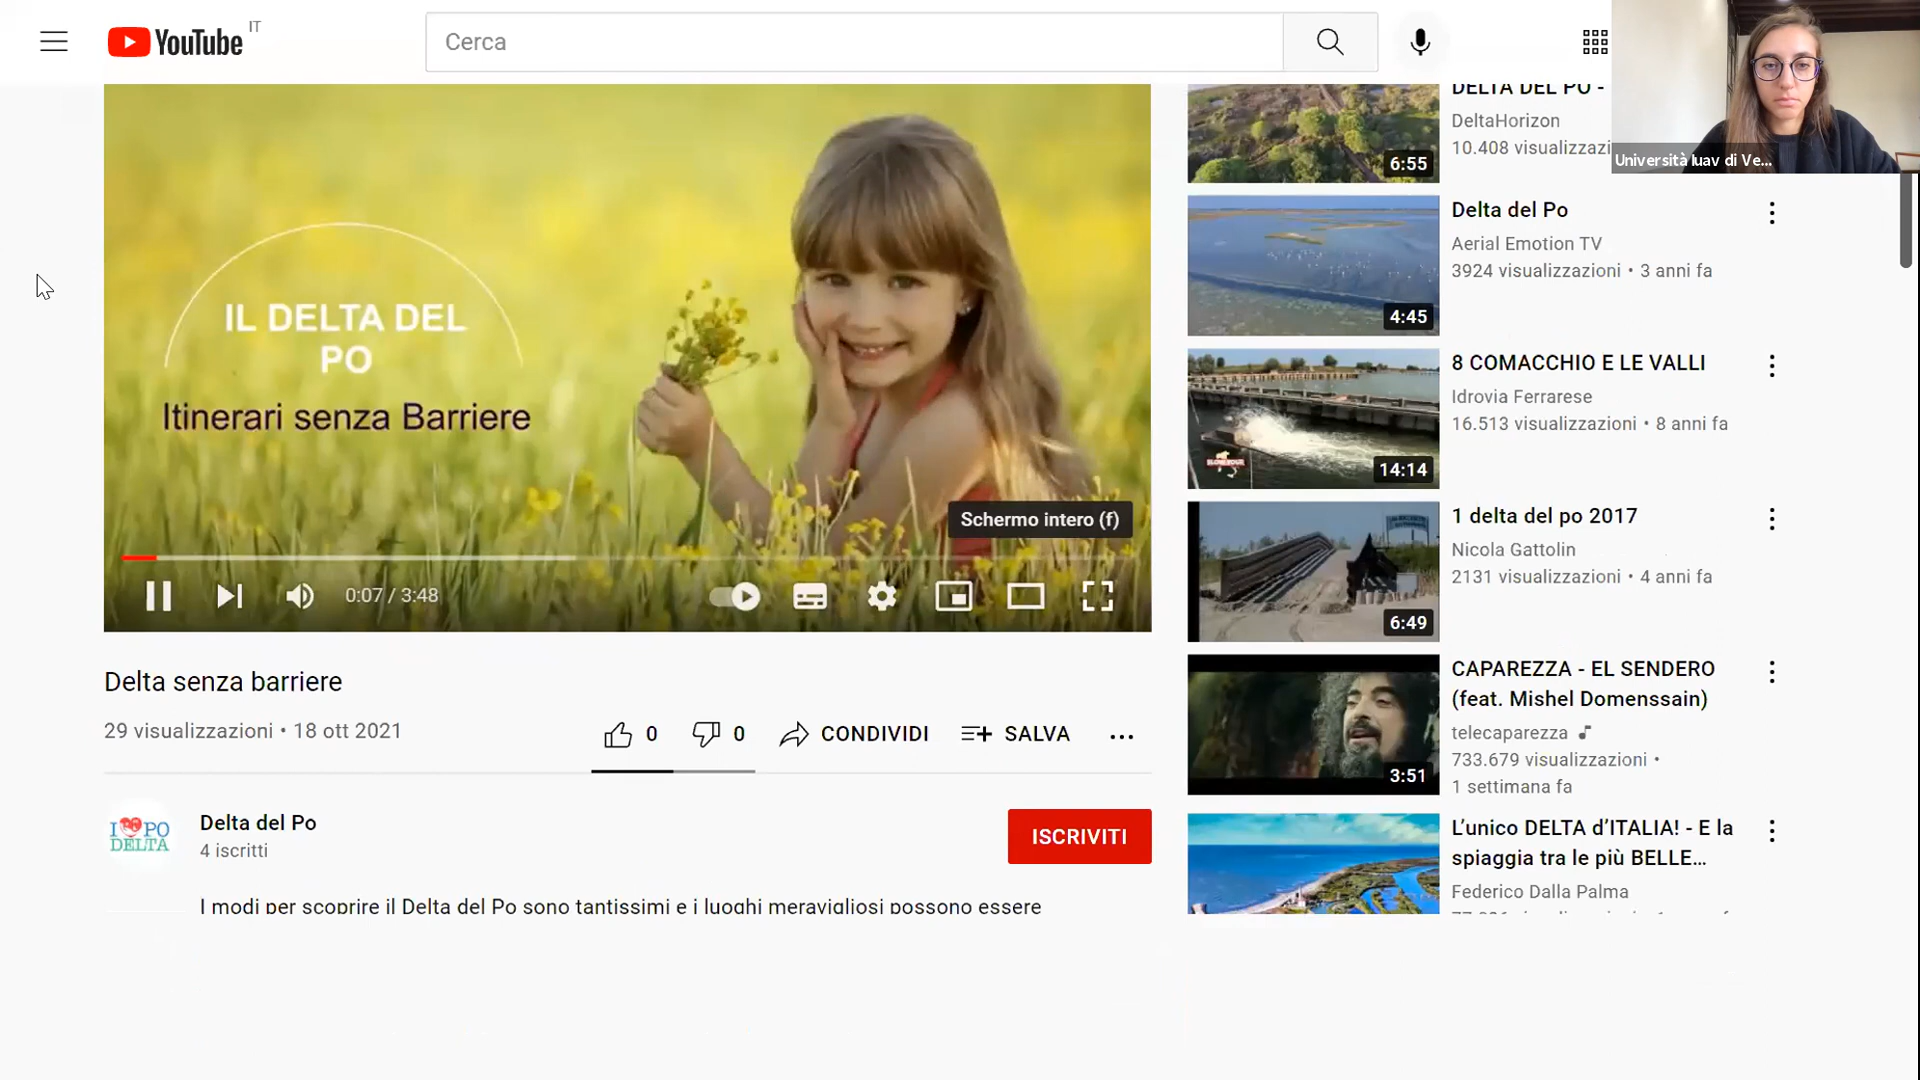 YouTube
IT
Cerca
IL DELTA DEL
PO
Itinerari senza Barriere
Schermo intero (f)
0:07 / 3:48
Delta senza barriere
29 visualizzazioni • 18 ott 2021
0
0
CONDIVIDI
SALVA
I PO
DELTA
Delta del Po
4 iscritti
ISCRIVITI
I modi per scoprire il Delta del Po sono tantissimi e i luoghi meravigliosi possono essere
Università Iuav di Ve...
DELTA DEL PO -
DeltaHorizon
10.408 visualizzazi
6:55
Delta del Po
Aerial Emotion TV
3924 visualizzazioni • 3 anni fa
4:45
8 COMACCHIO E LE VALLI
Idrovia Ferrarese
16.513 visualizzazioni • 8 anni fa
14:14
1 delta del po 2017
Nicola Gattolin
2131 visualizzazioni • 4 anni fa
6:49
CAPAREZZA - EL SENDERO
(feat. Mishel Domenssain)
telecaparezza
733.679 visualizzazioni •
1 settimana fa
3:51
L'unico DELTA d'ITALIA! - E la
spiaggia tra le più BELLE...
Federico Dalla Palma